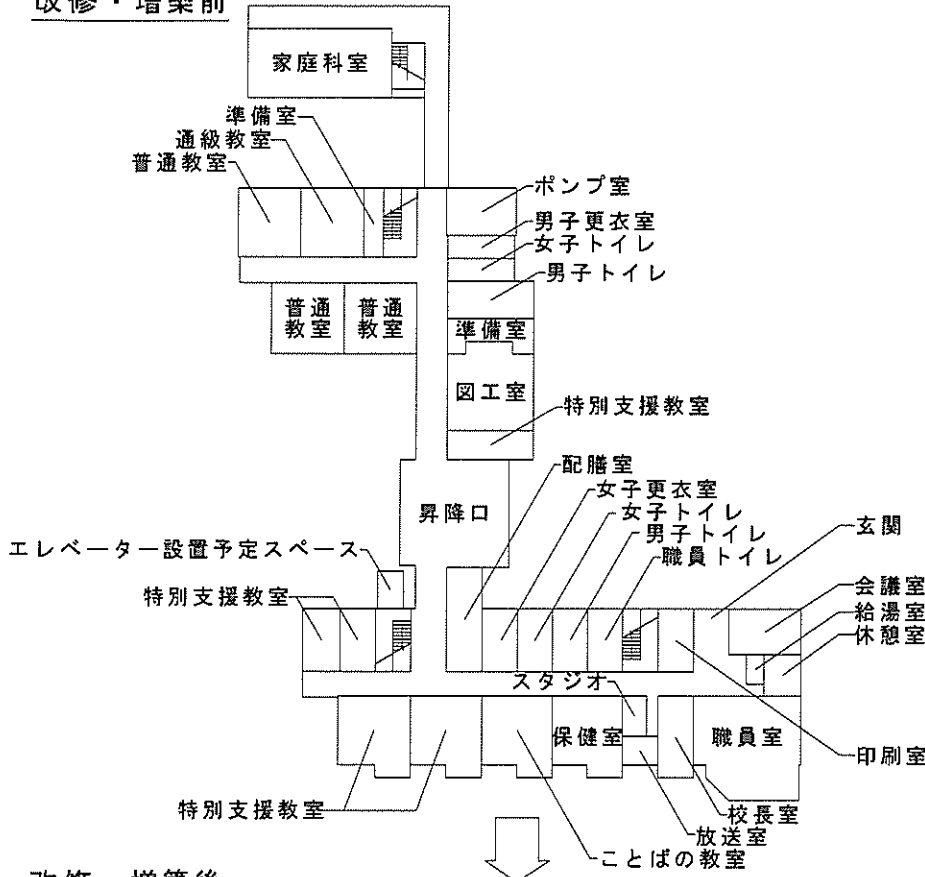 改修・増築前
家庭科室
準備室
通級教室
普通教室
ポンプ室
男子更衣室
女子トイレ
男子トイレ
普通
教室
普通
教室
準備室
図工室
特別支援教室
配膳室
女子更衣室
女子トイレ
男子トイレ
職員トイレ
昇降口
玄関
エレベーター設置予定スペース
特別支援教室
会議室
給湯室
休憩室
スタジオ
保健室
職員室
印刷室
特別支援教室
校長室
放送室
ことばの教室
改修・増築後